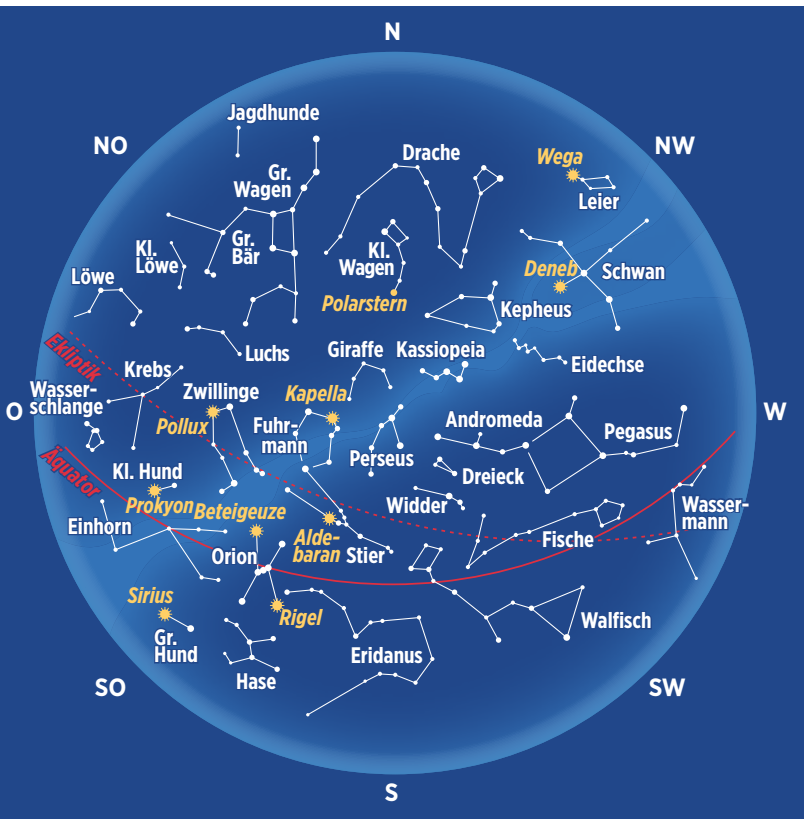 N
NO
NW
Jagdhunde
Drache
Wega
Gr.
Wagen
Leier
Kl.
Löwe
Gr.
Bär
Kl.
Wagen
Deneb
Schwan
Löwe
Polarstern
Kepheus
Ekliptik
Luchs
Giraffe
Kassiopeia
Eidechse
Krebs
Wasser-
schlange
Zwillinge
Kapella
O
W
Pollux
Fuhr-
mann
Andromeda
Pegasus
Äquator
Perseus
Kl. Hund
Dreieck
Prokyon
Beteigeuze
Widder
Wasser-
mann
Einhorn
Orion
Alde-
baran
Stier
Fische
Sirius
Rigel
Walfisch
Gr.
Hund
Eridanus
Hase
SO
SW
S